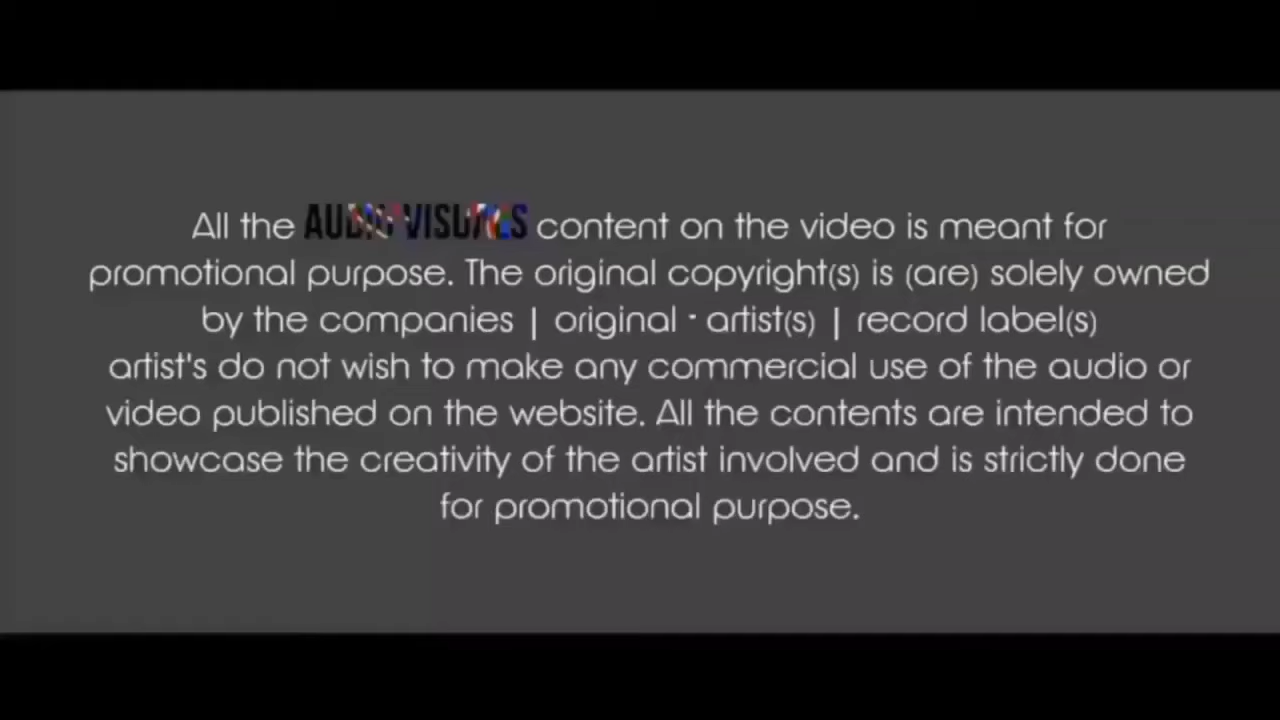 All the AUDIO VISUALS content on the video is meant for
promotional purpose. The original copyright(s) is (are) solely owned
by the companies | original · artist(s) | record label(s)
artist's do not wish to make any commercial use of the audio or
video published on the website. All the contents are intended to
showcase the creativity of the artist involved and is strictly done
for promotional purpose.